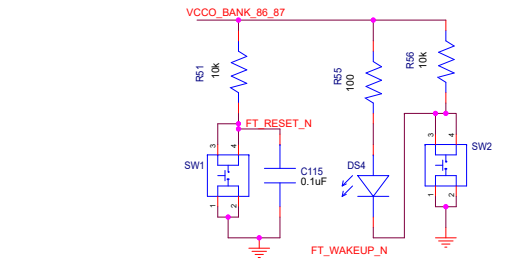 VCCO_BANK_86_87
R51
10k
R55
100
R56
10k
FT_RESET_N
3
4
SW1
1
2
C115
0.1uF
DS4
3
4
SW2
1
2
FT_WAKEUP_N